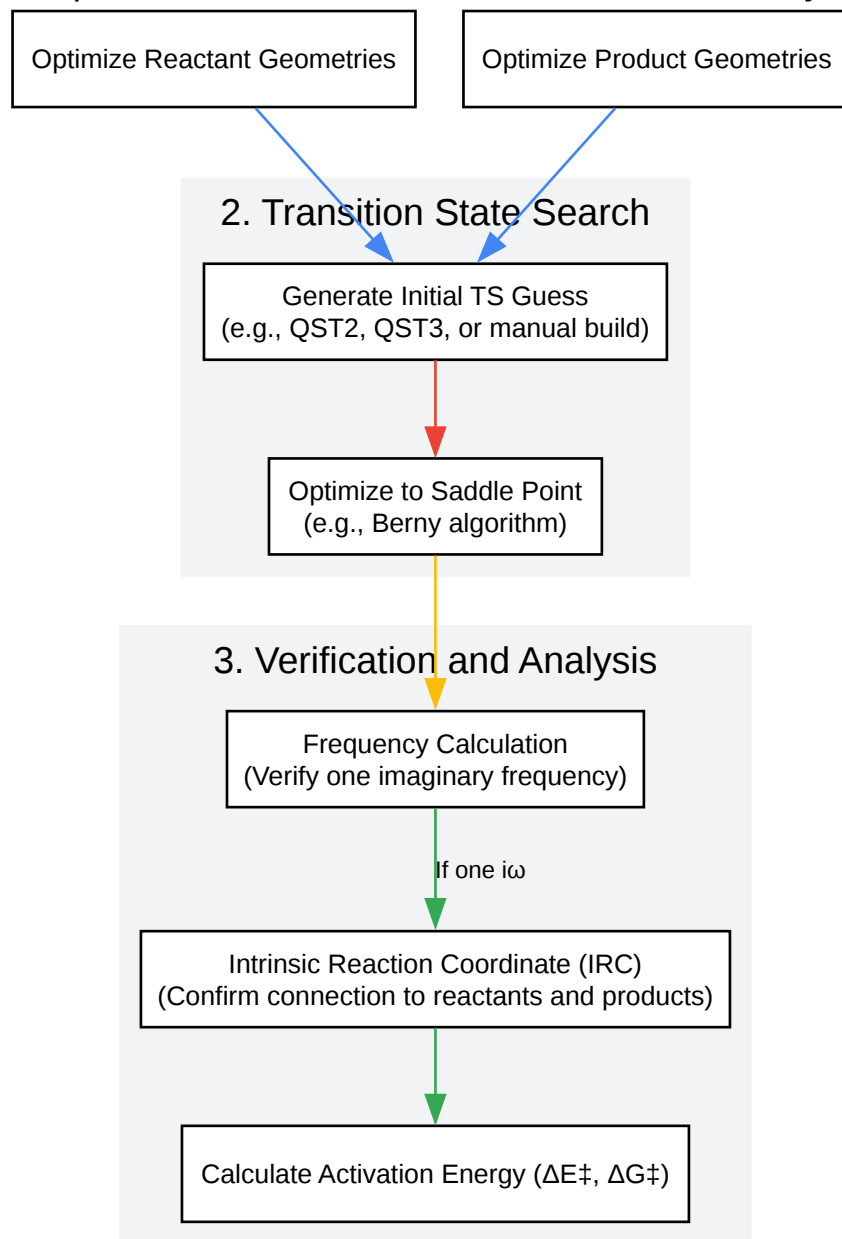 Optimize Reactant Geometries
Optimize Product Geometries
2. Transition State Search
Generate Initial TS Guess
(e.g., QST2, QST3, or manual build)
Optimize to Saddle Point
(e.g., Berny algorithm)
3. Verification and Analysis
Frequency Calculation
(Verify one imaginary frequency)
If one iω
Intrinsic Reaction Coordinate (IRC)
(Confirm connection to reactants and products)
Calculate Activation Energy (ΔE‡, ΔG‡)